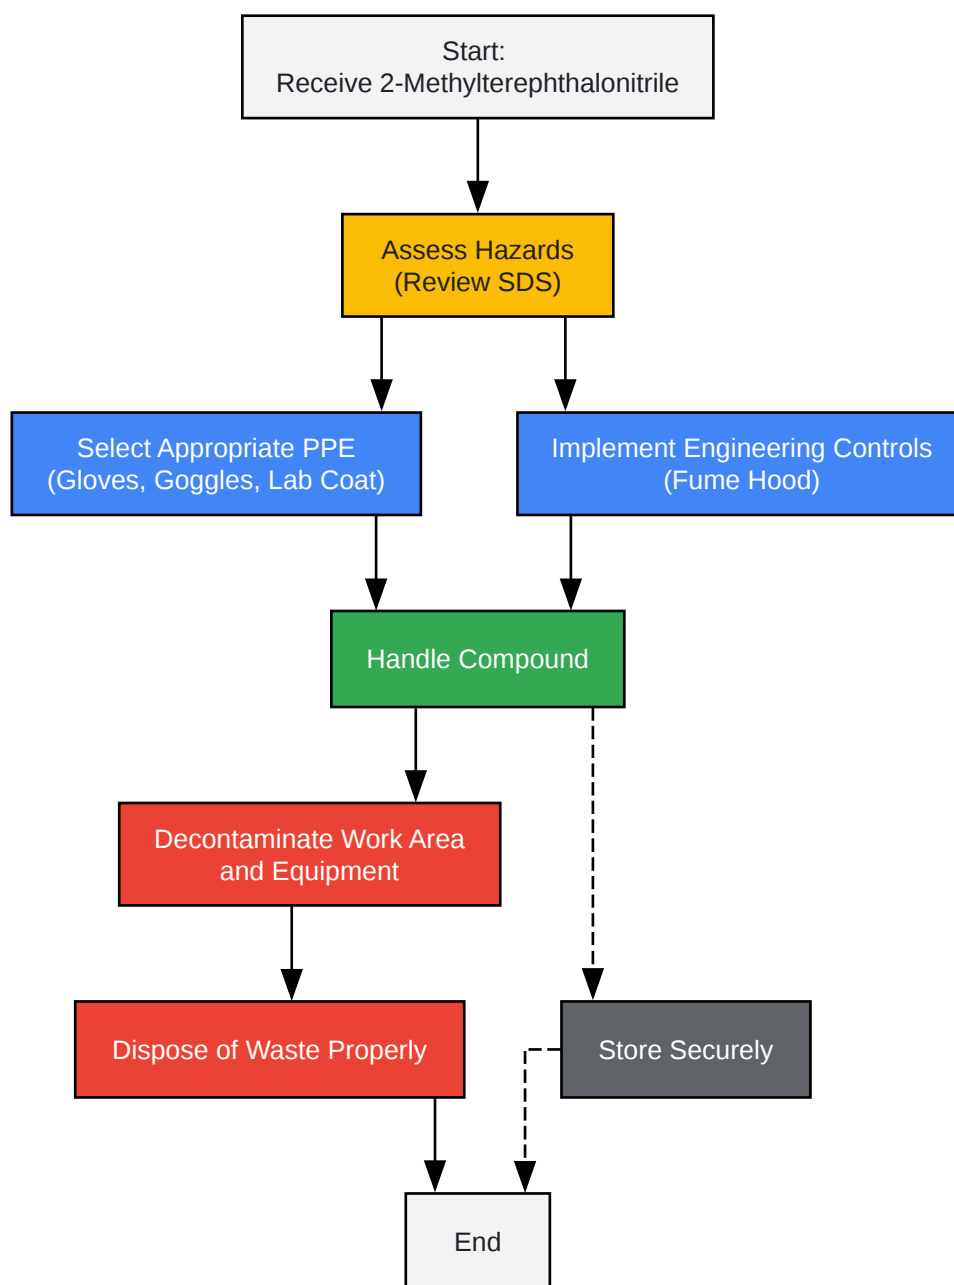 Start:
Receive 2-Methylterephthalonitrile
Assess Hazards
(Review SDS)
Select Appropriate PPE
(Gloves, Goggles, Lab Coat)
Implement Engineering Controls
(Fume Hood)
Handle Compound
Decontaminate Work Area
and Equipment
Dispose of Waste Properly
Store Securely
End